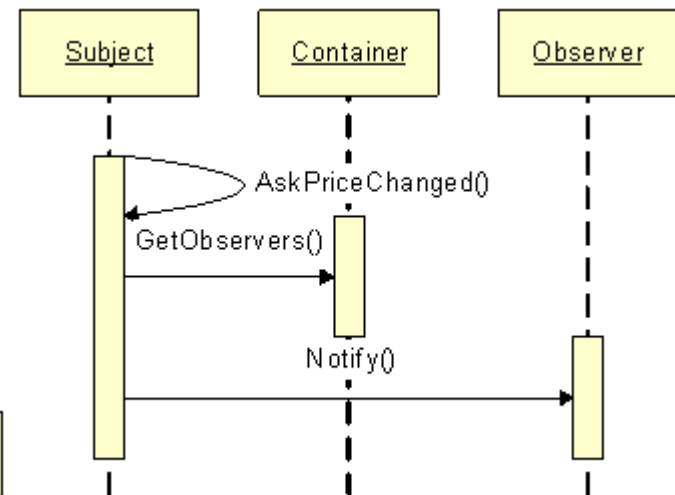 Subject
Container
Observer
AskPriceChanged()
GetObservers()
Notify()